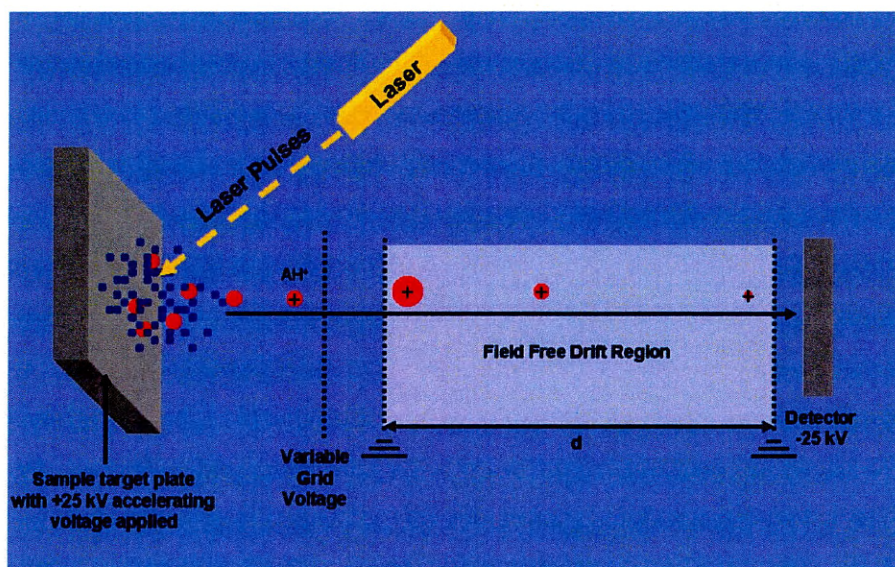 Laser
Laser Pulses
AH⁺
+
+
+
+
Field Free Drift Region
d
Detector
-25 kV
Variable
Grid
Voltage
Sample target plate
with +25 kV accelerating
voltage applied